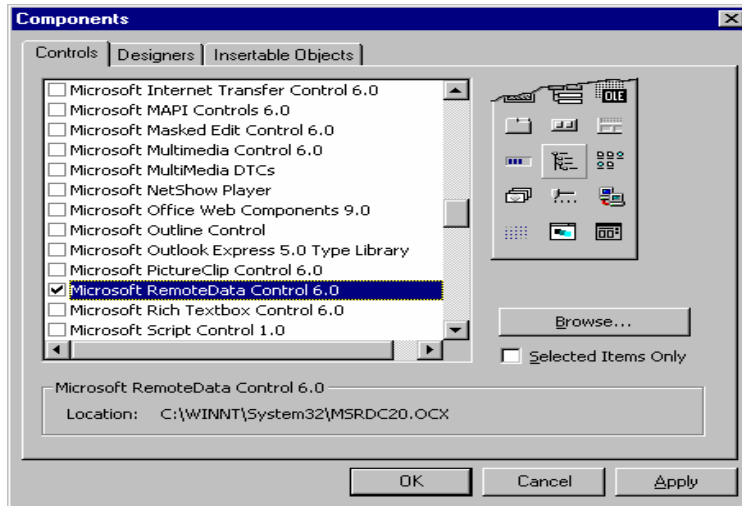 Components
Controls Designers Insertable Objects
Microsoft Internet Transfer Control 6.0
Microsoft MAPI Controls 6.0
Microsoft Masked Edit Control 6.0
Microsoft Multimedia Control 6.0
Microsoft MultiMedia DTCs
Microsoft NetShow Player
Microsoft Office Web Components 9.0
Microsoft Outline Control
Microsoft Outlook Express 5.0 Type Library
Microsoft PictureClip Control 6.0
Microsoft RemoteData Control 6.0
Microsoft Rich Textbox Control 6.0
Microsoft Script Control 1.0
OLE
Browse...
Selected Items Only
Microsoft RemoteData Control 6.0
Location: C:\WINNT\System32\MSRDC20.OCX
OK Cancel Apply